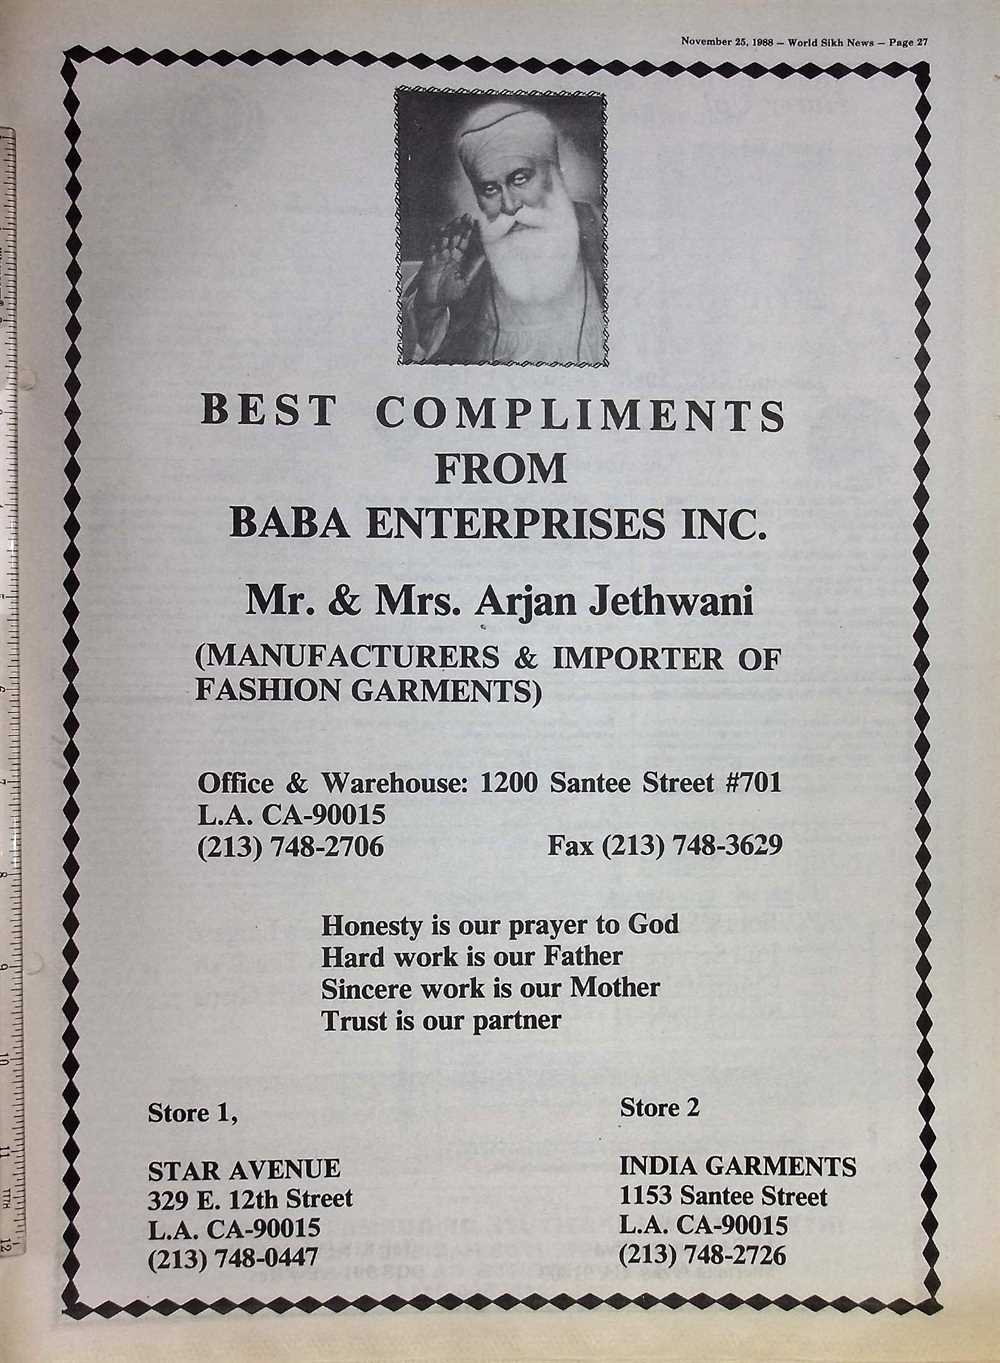 November 25, 1988 — World Sikh News — Page 27
BEST COMPLIMENTS
FROM
BABA ENTERPRISES INC.
Mr. & Mrs. Arjan Jethwani
(MANUFACTURERS & IMPORTER OF
FASHION GARMENTS)
Office & Warehouse: 1200 Santee Street #701
L.A. CA-90015
(213) 748-2706 Fax (213) 748-3629
Honesty is our prayer to God
Hard work is our Father
Sincere work is our Mother
Trust is our partner
Store 1,
STAR AVENUE
329 E. 12th Street
L.A. CA-90015
(213) 748-0447
Store 2
INDIA GARMENTS
1153 Santee Street
L.A. CA-90015
(213) 748-2726